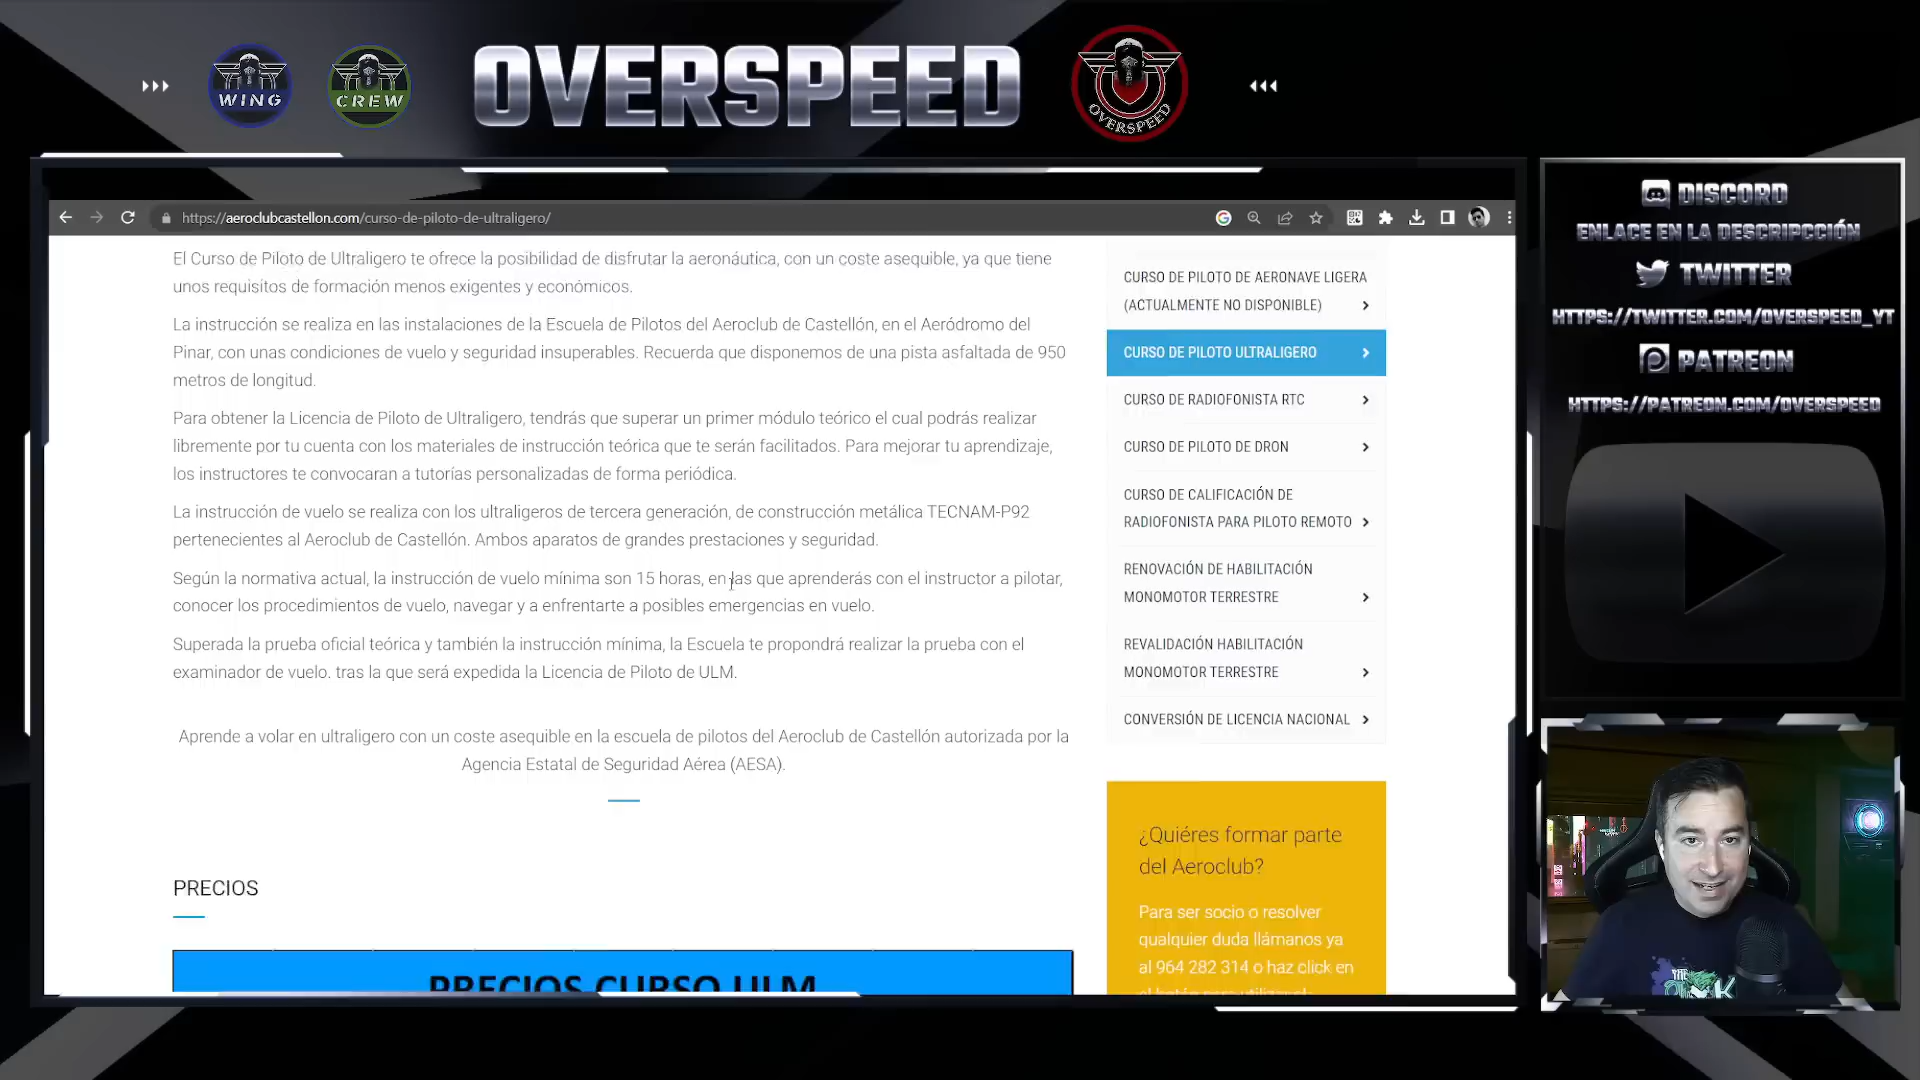 WING
CREW
OVERSPEED
OVERSPEED
https://aeroclubcastellon.com/curso-de-piloto-de-ultraligero/
El Curso de Piloto de Ultraligero te ofrece la posibilidad de disfrutar la aeronáutica, con un coste asequible, ya que tiene
unos requisitos de formación menos exigentes y económicos.
La instrucción se realiza en las instalaciones de la Escuela de Pilotos del Aeroclub de Castellón, en el Aeródromo del
Pinar, con unas condiciones de vuelo y seguridad insuperables. Recuerda que disponemos de una pista asfaltada de 950
metros de longitud.
Para obtener la Licencia de Piloto de Ultraligero, tendrás que superar un primer módulo teórico el cual podrás realizar
libremente por tu cuenta con los materiales de instrucción teórica que te serán facilitados. Para mejorar tu aprendizaje,
los instructores te convocaran a tutorías personalizadas de forma periódica.
La instrucción de vuelo se realiza con los ultraligeros de tercera generación, de construcción metálica TECNAM-P92
pertenecientes al Aeroclub de Castellón. Ambos aparatos de grandes prestaciones y seguridad.
Según la normativa actual, la instrucción de vuelo mínima son 15 horas, en las que aprenderás con el instructor a pilotar,
conocer los procedimientos de vuelo, navegar y a enfrentarte a posibles emergencias en vuelo.
Superada la prueba oficial teórica y también la instrucción mínima, la Escuela te propondrá realizar la prueba con el
examinador de vuelo. tras la que será expedida la Licencia de Piloto de ULM.
Aprende a volar en ultraligero con un coste asequible en la escuela de pilotos del Aeroclub de Castellón autorizada por la
Agencia Estatal de Seguridad Aérea (AESA).
PRECIOS
PRECIOS CURSO ULM
CURSO DE PILOTO DE AERONAVE LIGERA
(ACTUALMENTE NO DISPONIBLE)
CURSO DE PILOTO ULTRALIGERO
CURSO DE RADIOFONISTA RTC
CURSO DE PILOTO DE DRON
CURSO DE CALIFICACIÓN DE
RADIOFONISTA PARA PILOTO REMOTO
RENOVACIÓN DE HABILITACIÓN
MONOMOTOR TERRESTRE
REVALIDACIÓN HABILITACIÓN
MONOMOTOR TERRESTRE
CONVERSIÓN DE LICENCIA NACIONAL
¿Quiéres formar parte
del Aeroclub?
Para ser socio o resolver
qualquier duda llámanos ya
al 964 282 314 o haz click en
DISCORD
ENLACE EN LA DESCRIPCCIÓN
TWITTER
HTTPS://TWITTER.COM/OVERSPEED_YT
PATREON
HTTPS://PATREON.COM/OVERSPEED
THE